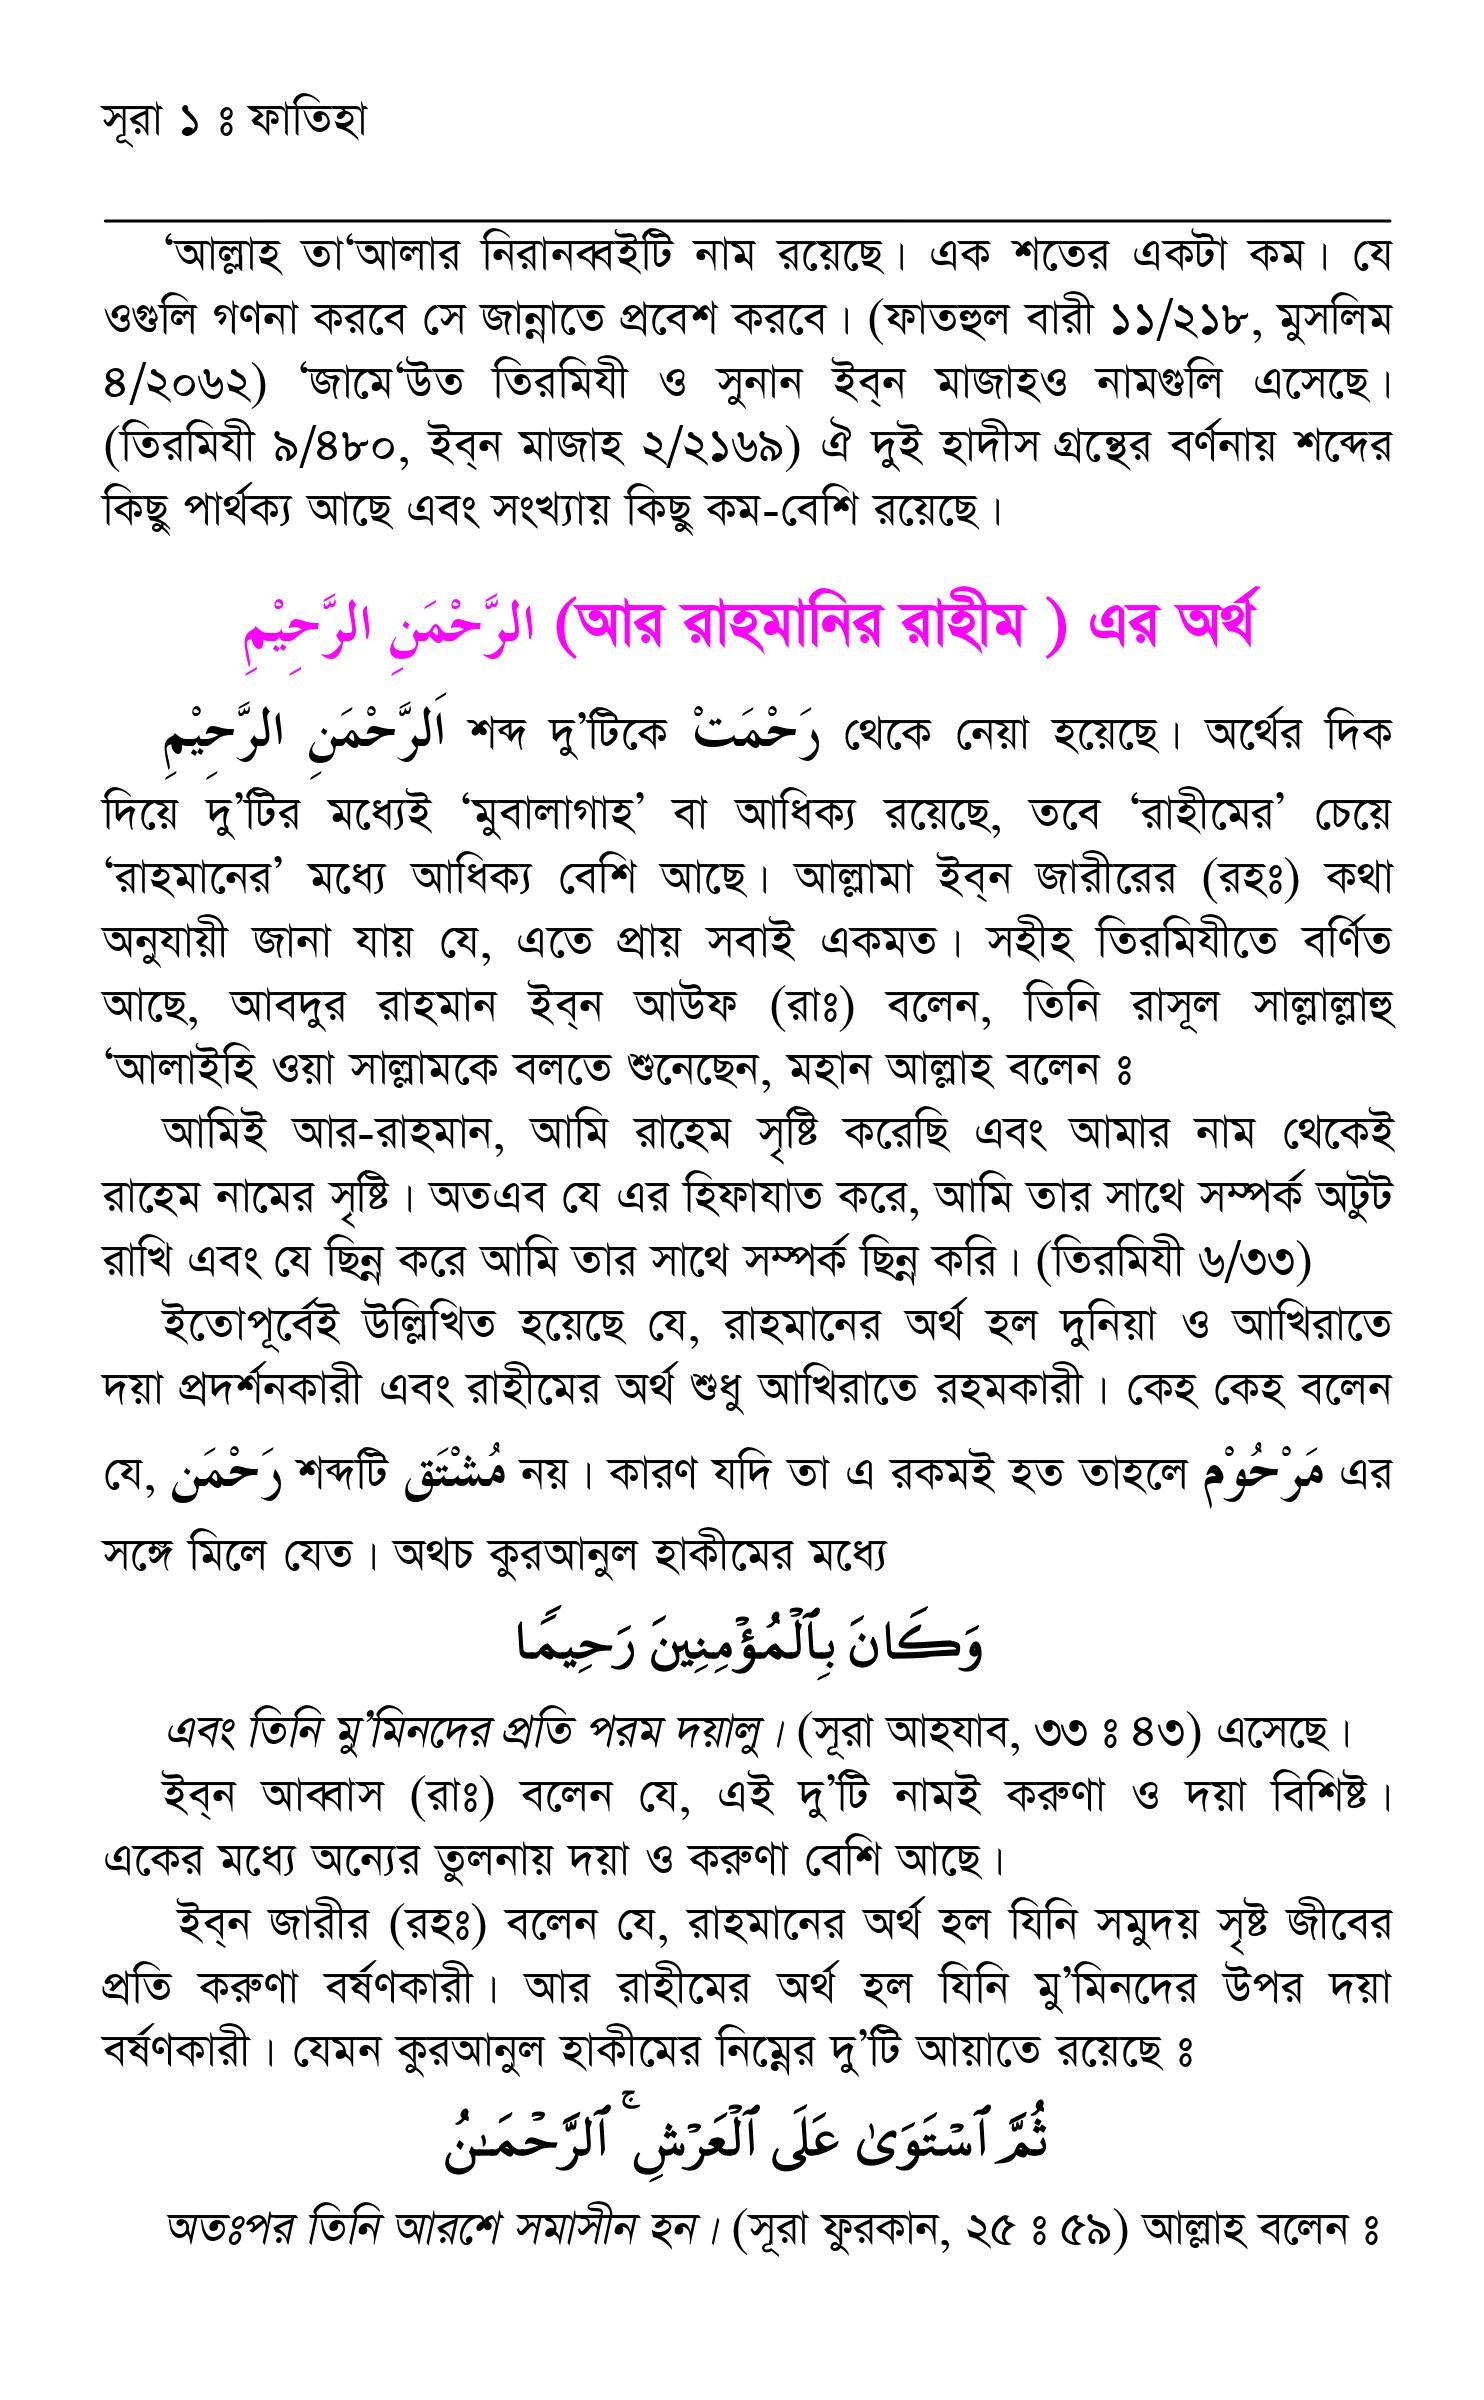 সূরা ১ ঃ ফাতিহা
‘আল্লাহ তা‘আলার নিরানব্বইটি নাম রয়েছে। এক শতের একটা কম। যে
ওগুলি গণনা করবে সে জান্নাতে প্রবেশ করবে। (ফাতহুল বারী ১১/২১৮, মুসলিম
৪/২০৬২) ‘জামে‘উত তিরমিযী ও সুনান ইব্‌ন মাজাহও নামগুলি এসেছে।
(তিরমিযী ৯/৪৮০, ইব্‌ন মাজাহ ২/২১৬৯) ঐ দুই হাদীস গ্রন্থের বর্ণনায় শব্দের
কিছু পার্থক্য আছে এবং সংখ্যায় কিছু কম-বেশি রয়েছে।
الرَّحْمَنِ الرَّحِيْمِ (আর রাহমানির রাহীম ) এর অর্থ
اَلرَّحْمَنِ الرَّحِيْمِ শব্দ দু’টিকে رَحْمَتْ থেকে নেয়া হয়েছে। অর্থের দিক
দিয়ে দু’টির মধ্যেই ‘মুবালাগাহ’ বা আধিক্য রয়েছে, তবে ‘রাহীমের’ চেয়ে
‘রাহমানের’ মধ্যে আধিক্য বেশি আছে। আল্লামা ইব্‌ন জারীরের (রহঃ) কথা
অনুযায়ী জানা যায় যে, এতে প্রায় সবাই একমত। সহীহ তিরমিযীতে বর্ণিত
আছে, আবদুর রাহমান ইব্‌ন আউফ (রাঃ) বলেন, তিনি রাসূল সাল্লাল্লাহু
‘আলাইহি ওয়া সাল্লামকে বলতে শুনেছেন, মহান আল্লাহ বলেন ঃ
আমিই আর-রাহমান, আমি রাহেম সৃষ্টি করেছি এবং আমার নাম থেকেই
রাহেম নামের সৃষ্টি। অতএব যে এর হিফাযাত করে, আমি তার সাথে সম্পর্ক অটুট
রাখি এবং যে ছিন্ন করে আমি তার সাথে সম্পর্ক ছিন্ন করি। (তিরমিযী ৬/৩৩)
ইতোপূর্বেই উল্লিখিত হয়েছে যে, রাহমানের অর্থ হল দুনিয়া ও আখিরাতে
দয়া প্রদর্শনকারী এবং রাহীমের অর্থ শুধু আখিরাতে রহমকারী। কেহ কেহ বলেন
যে, رَحْمَن শব্দটি مُشْتَق নয়। কারণ যদি তা এ রকমই হত তাহলে مَرْحُوْم এর
সঙ্গে মিলে যেত। অথচ কুরআনুল হাকীমের মধ্যে
وَكَانَ بِٱلْمُؤْمِنِينَ رَحِيمًا
এবং তিনি মু’মিনদের প্রতি পরম দয়ালু। (সূরা আহযাব, ৩৩ ঃ ৪৩) এসেছে।
ইব্‌ন আব্বাস (রাঃ) বলেন যে, এই দু’টি নামই করুণা ও দয়া বিশিষ্ট।
একের মধ্যে অন্যের তুলনায় দয়া ও করুণা বেশি আছে।
ইব্‌ন জারীর (রহঃ) বলেন যে, রাহমানের অর্থ হল যিনি সমুদয় সৃষ্ট জীবের
প্রতি করুণা বর্ষণকারী। আর রাহীমের অর্থ হল যিনি মু’মিনদের উপর দয়া
বর্ষণকারী। যেমন কুরআনুল হাকীমের নিম্নের দু’টি আয়াতে রয়েছে ঃ
ثُمَّ ٱسْتَوَىٰ عَلَى ٱلْعَرْشِ ۚ ٱلرَّحْمَـٰنُ
অতঃপর তিনি আরশে সমাসীন হন। (সূরা ফুরকান, ২৫ ঃ ৫৯) আল্লাহ বলেন ঃ